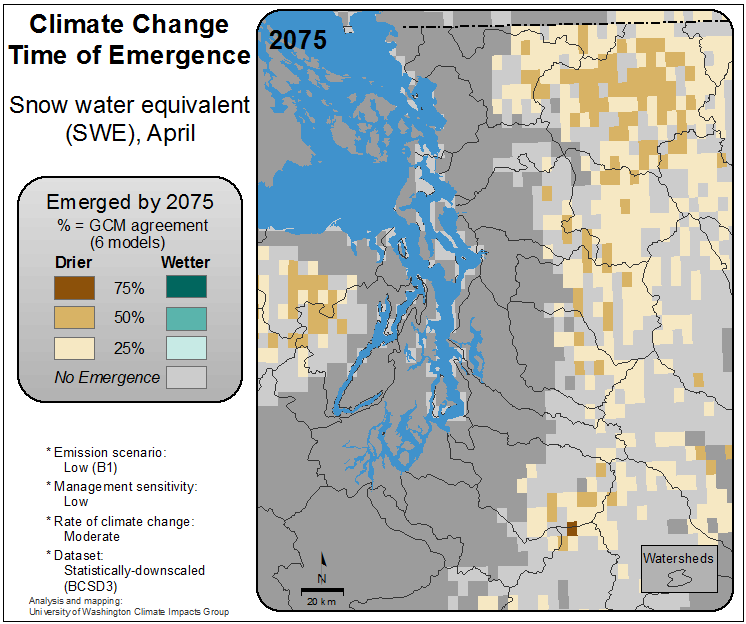 Climate Change
Time of Emergence
Snow water equivalent
(SWE), April
Emerged by 2075
% = GCM agreement
(6 models)
Drier Wetter
75%
50%
25%
No Emergence
* Emission scenario:
Low (B1)
* Management sensitivity:
Low
* Rate of climate change:
Moderate
* Dataset:
Statistically-downscaled
(BCSD3)
Analysis and mapping:
University of Washington Climate Impacts Group
2075
N
20 km
Watersheds